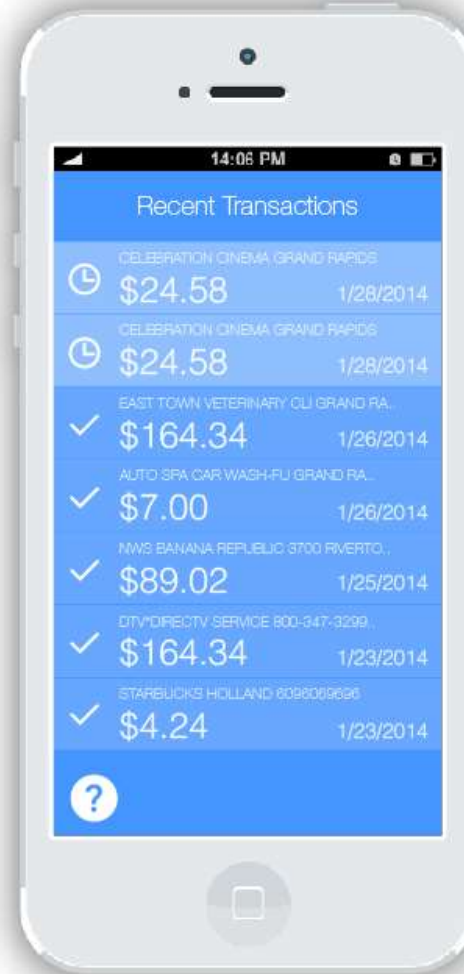 14:06 PM
Recent Transactions
CELEBRATION CINEMA GRAND RAPIDS
$24.58 1/28/2014
CELEBRATION CINEMA GRAND RAPIDS
$24.58 1/28/2014
EAST TOWN VETERINARY CLI GRAND RA..
$164.34 1/26/2014
AUTO SPA CAR WASH-FU GRAND RA..
$7.00 1/26/2014
NWS BANANA REPUBLIC 3700 RIVERTO..
$89.02 1/25/2014
DTV*DIRECTV SERVICE 800-347-3299..
$164.34 1/23/2014
STARBUCKS HOLLAND 6096069696
$4.24 1/23/2014
?